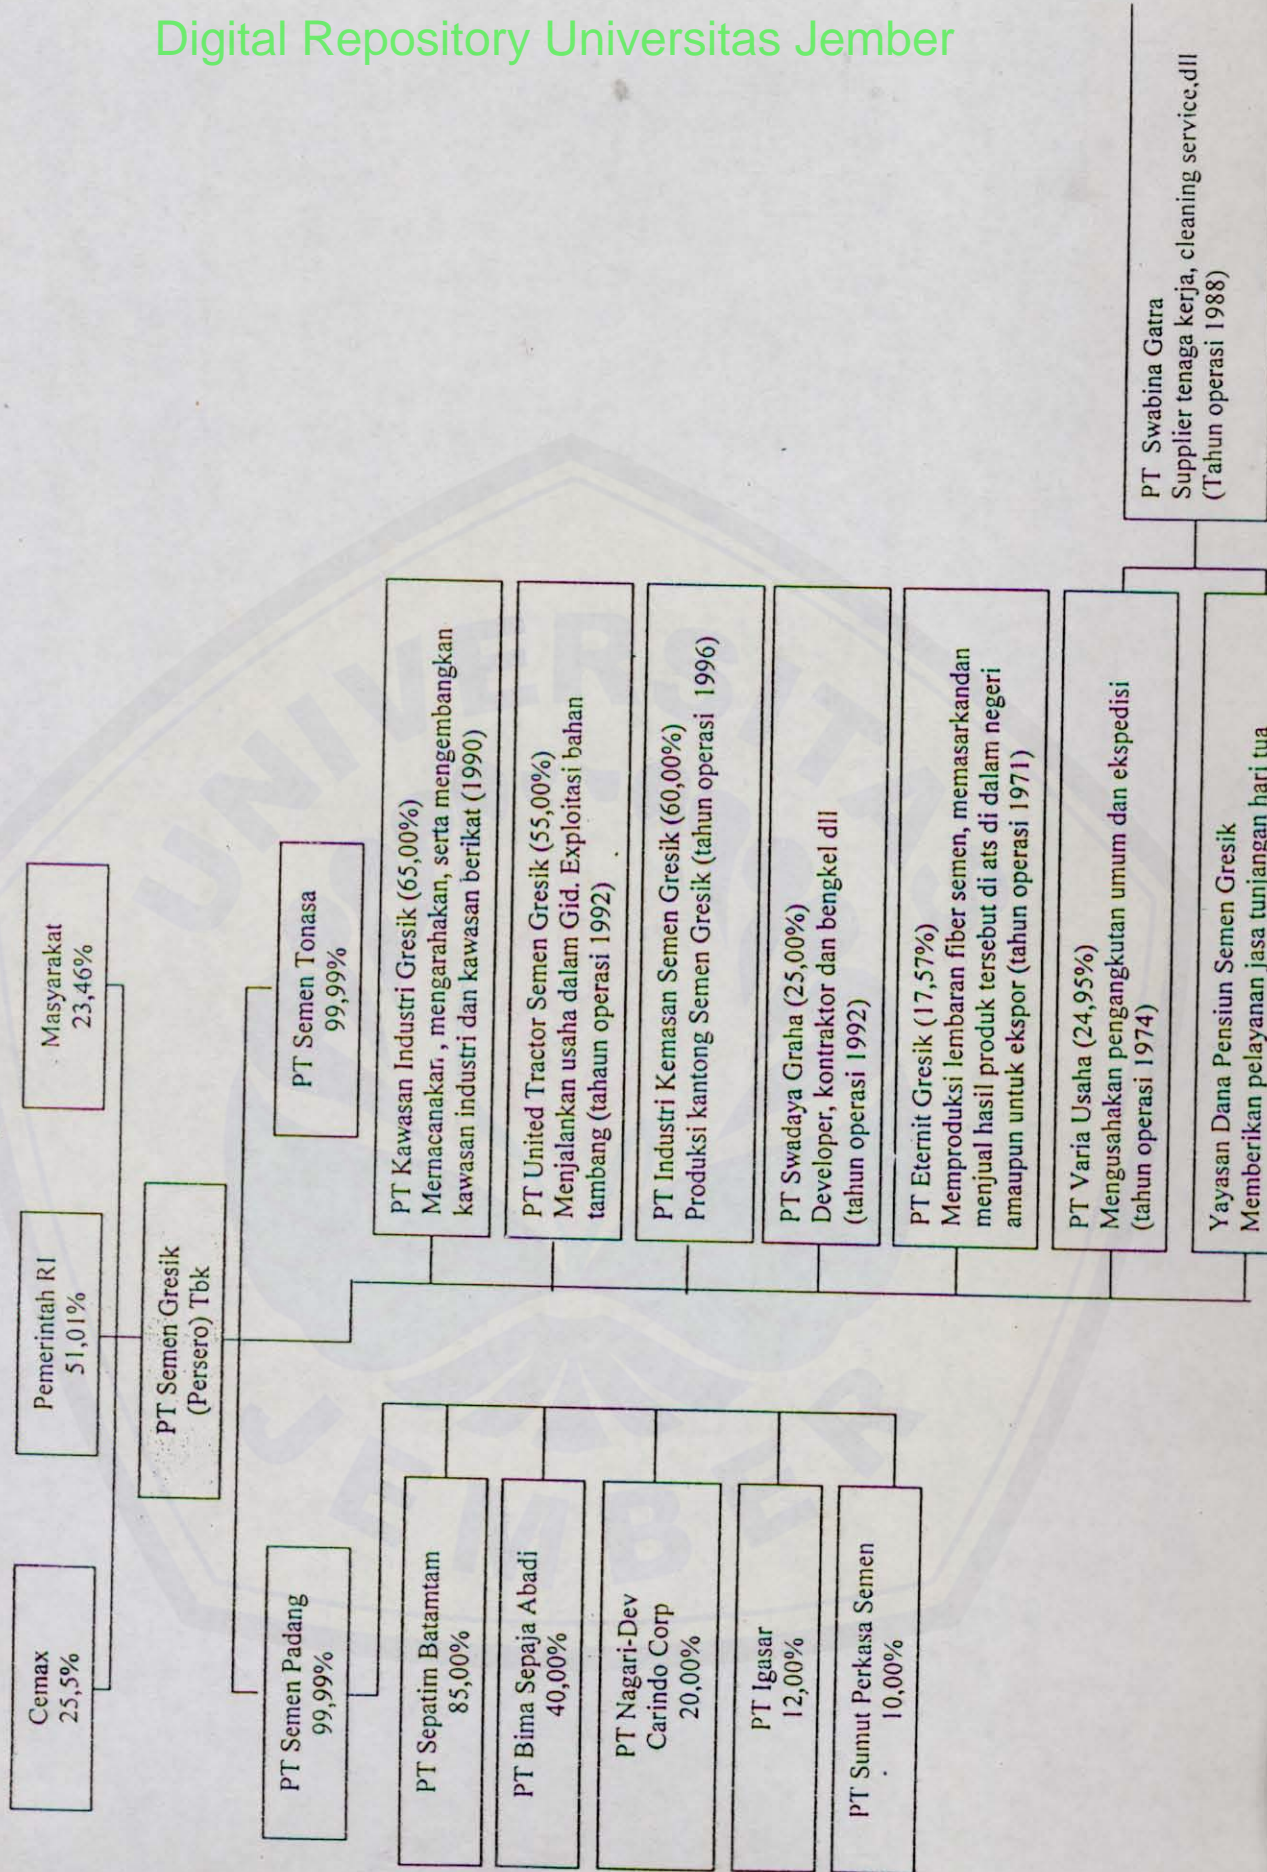 Digital Repository Universitas Jember
Cemax
25,5%
Pemerintah RI
51,01%
Masyarakat
23,46%
PT Semen Gresik
(Persero) Tbk
PT Semen Padang
99,99%
PT Semen Tonasa
99,99%
PT Sepatim Batamtam
85,00%
PT Bima Sepaja Abadi
40,00%
PT Nagari-Dev
Carindo Corp
20,00%
PT Igasar
12,00%
PT Sumut Perkasa Semen
10,00%
PT Kawasan Industri Gresik (65,00%)
Mernacanakan , mengarahakan, serta mengembangkan
kawasan industri dan kawasan berikat (1990)
PT United Tractor Semen Gresik (55,00%)
Menjalankan usaha dalam Gid. Exploitasi bahan
tambang (tahaun operasi 1992)
PT Industri Kemasan Semen Gresik (60,00%)
Produksi kantong Semen Gresik (tahun operasi 1996)
PT Swadaya Graha (25,00%)
Developer, kontraktor dan bengkel dll
(tahun operasi 1992)
PT Eternit Gresik (17,57%)
Memproduksi lembaran fiber semen, memasarkandan
menjual hasil produk tersebut di ats di dalam negeri
amaupun untuk ekspor (tahun operasi 1971)
PT Varia Usaha (24,95%)
Mengusahakan pengangkutan umum dan ekspedisi
(tahun operasi 1974)
Yayasan Dana Pensiun Semen Gresik
Memberikan pelayanan jasa tunjangan hari tua
PT Swabina Gatra
Supplier tenaga kerja, cleaning service,dll
(Tahun operasi 1988)
UNIVERSITAS
JEMBER